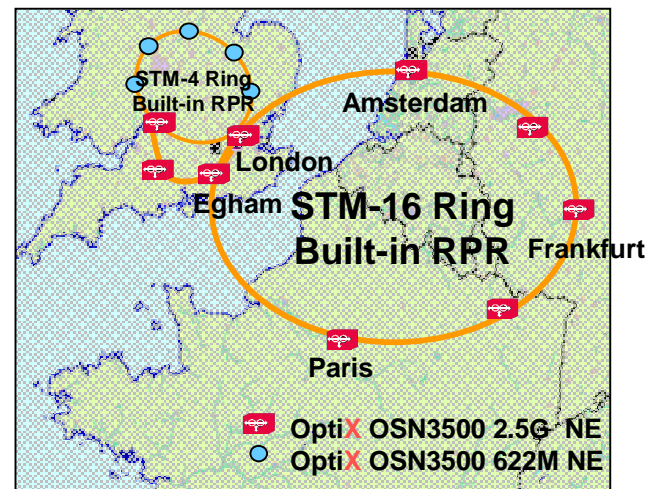 STM-4 Ring
Built-in RPR
Amsterdam
London
Egham
STM-16 Ring
Built-in RPR
Frankfurt
Paris
OptiX OSN3500 2.5G NE
OptiX OSN3500 622M NE